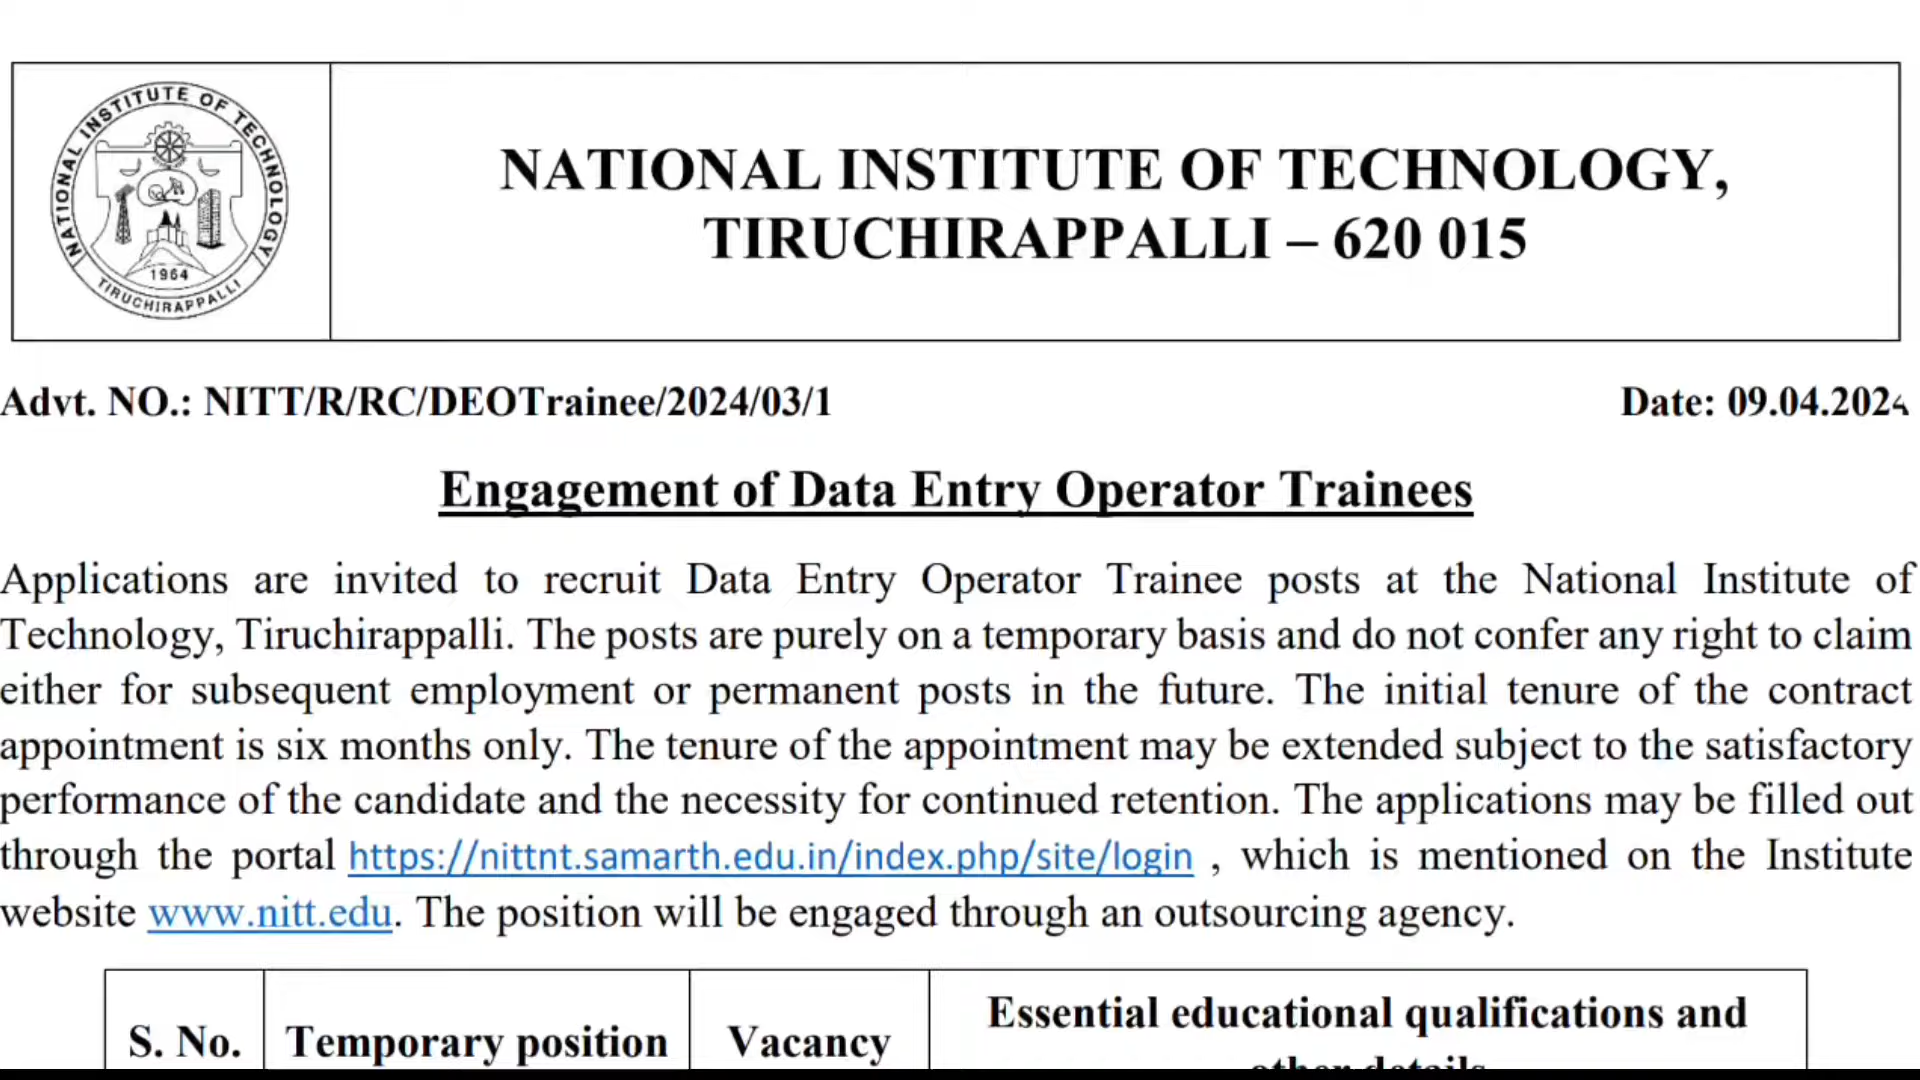 NATIONAL INSTITUTE OF TECHNOLOGY
TIRUCHIRAPPALLI
1964
NATIONAL INSTITUTE OF TECHNOLOGY,
TIRUCHIRAPPALLI – 620 015
Advt. NO.: NITT/R/RC/DEOTrainee/2024/03/1
Date: 09.04.2024
Engagement of Data Entry Operator Trainees
Applications are invited to recruit Data Entry Operator Trainee posts at the National Institute of
Technology, Tiruchirappalli. The posts are purely on a temporary basis and do not confer any right to claim
either for subsequent employment or permanent posts in the future. The initial tenure of the contract
appointment is six months only. The tenure of the appointment may be extended subject to the satisfactory
performance of the candidate and the necessity for continued retention. The applications may be filled out
through the portal https://nittnt.samarth.edu.in/index.php/site/login , which is mentioned on the Institute
website www.nitt.edu. The position will be engaged through an outsourcing agency.
S. No.
Temporary position
Vacancy
Essential educational qualifications and
other details